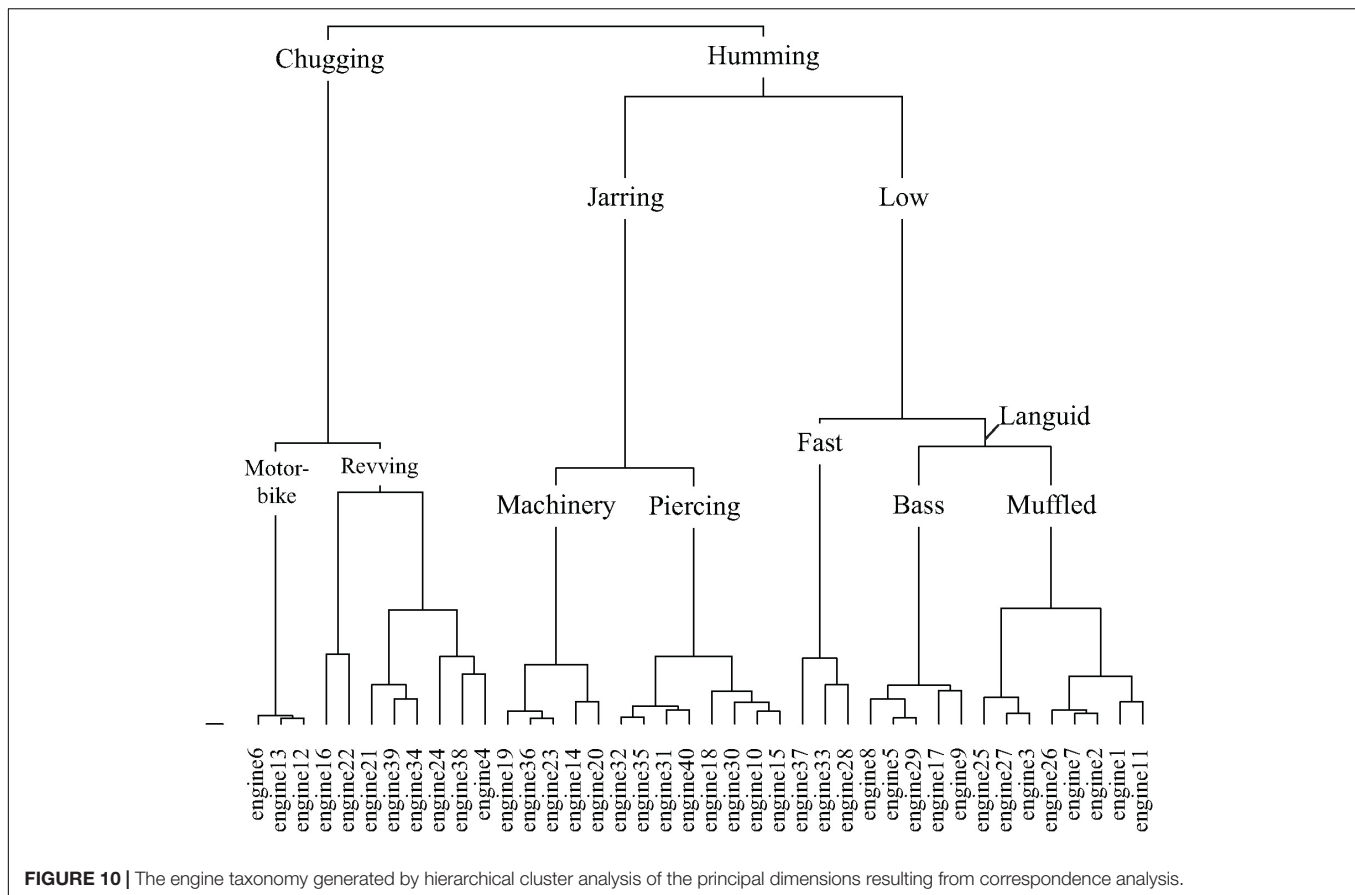 Chugging
Humming
Jarring
Low
Languid
Fast
Motor-
bike
Revving
Machinery
Piercing
Bass
Muffled
engine6
engine13
engine12
engine16
engine22
engine21
engine39
engine34
engine24
engine38
engine4
engine19
engine36
engine23
engine14
engine20
engine32
engine35
engine31
engine40
engine18
engine30
engine10
engine15
engine37
engine33
engine28
engine8
engine5
engine29
engine17
engine9
engine25
engine27
engine3
engine26
engine7
engine2
engine1
engine11
FIGURE 10 | The engine taxonomy generated by hierarchical cluster analysis of the principal dimensions resulting from correspondence analysis.